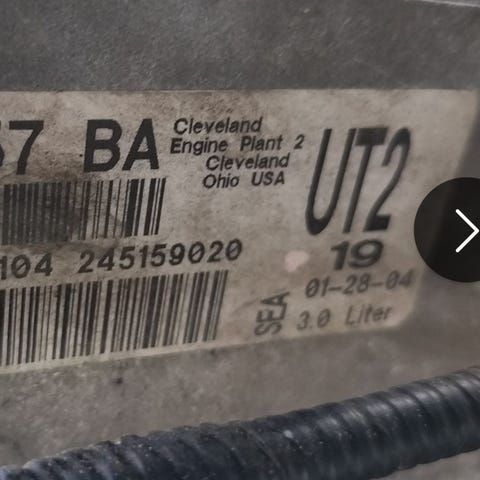 57 BA
Cleveland
Engine Plant 2
Cleveland
Ohio USA
UT2
19
104 245159020
SEA
01-28-04
3.0 Liter